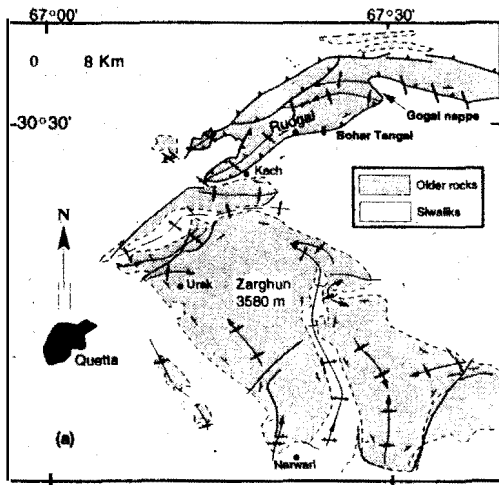 67°00'
67°30'
0 8 Km
30°30'
Rudgai
Gogai nappe
Bohar Tangai
Kach
Older rocks
Siwaliks
N
Urak
Zarghun
3580 m
Quetta
(a)
Narwari